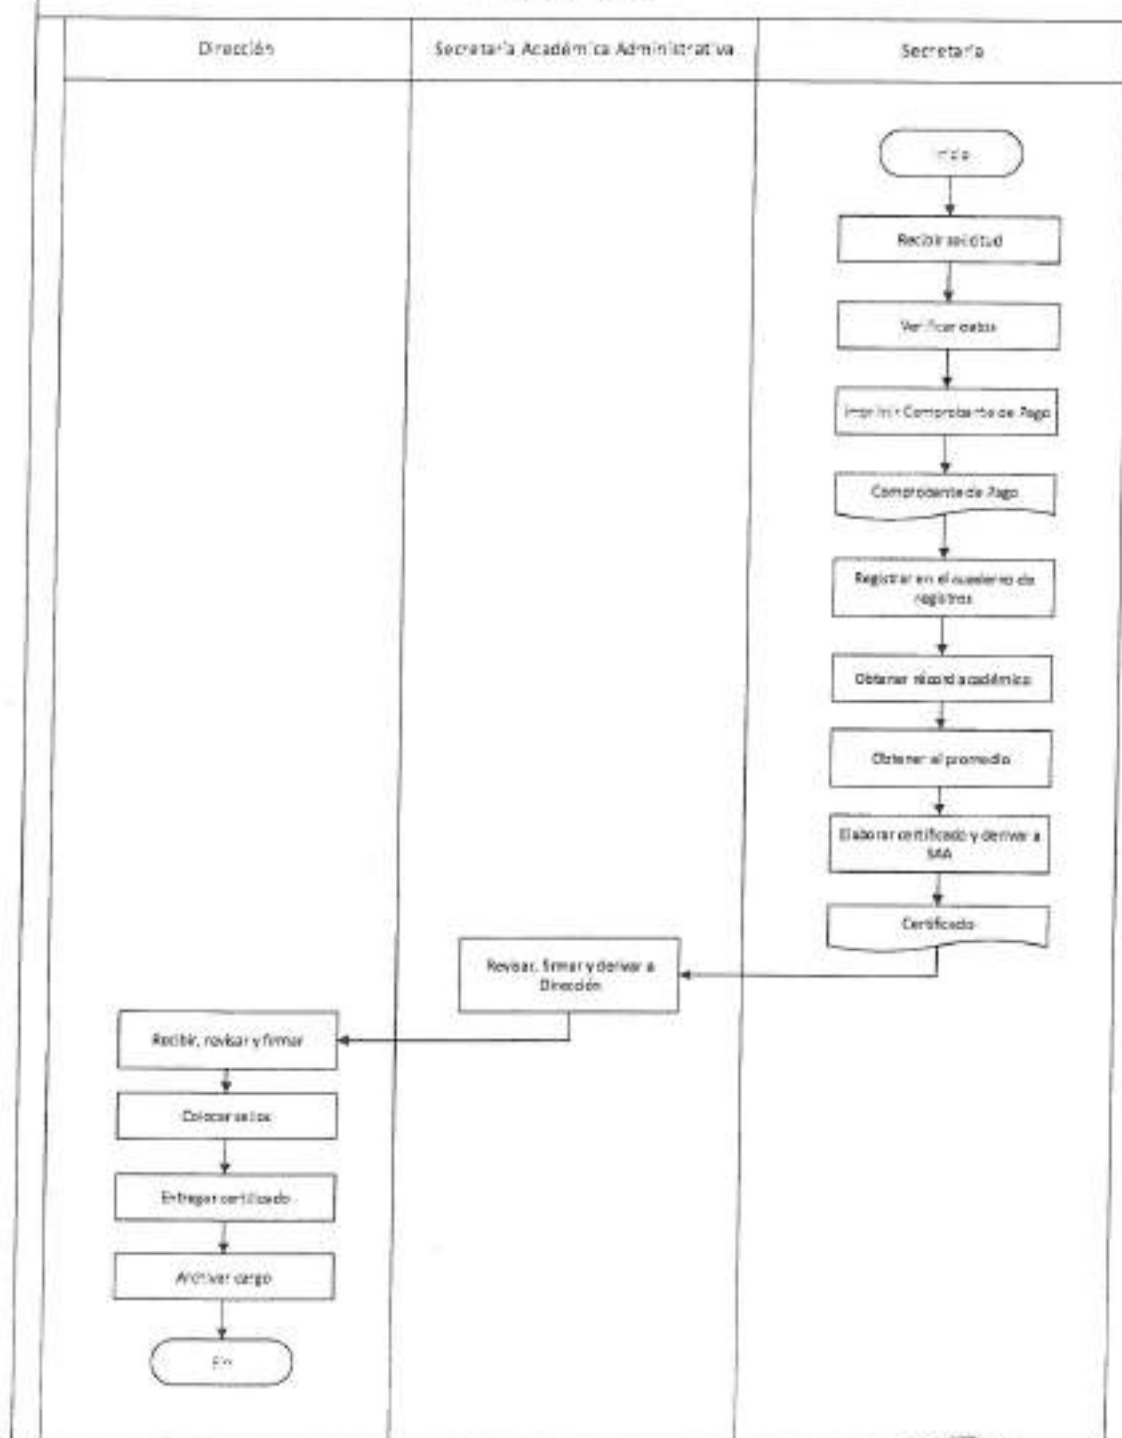 Dirección
Secretaría Académica Administrativa
Secretaría
Inicio
Recibir solicitud
Verificar datos
Imprimir Comprobante de Pago
Comprobante de Pago
Registrar en el cuaderno de
registros
Obtener récord académico
Obtener el promedio
Elaborar certificado y derivar a
SAA
Certificado
Revisar, firmar y derivar a
Dirección
Recibir, revisar y firmar
Colocar sellos
Entregar certificado
Archivar cargo
Fin